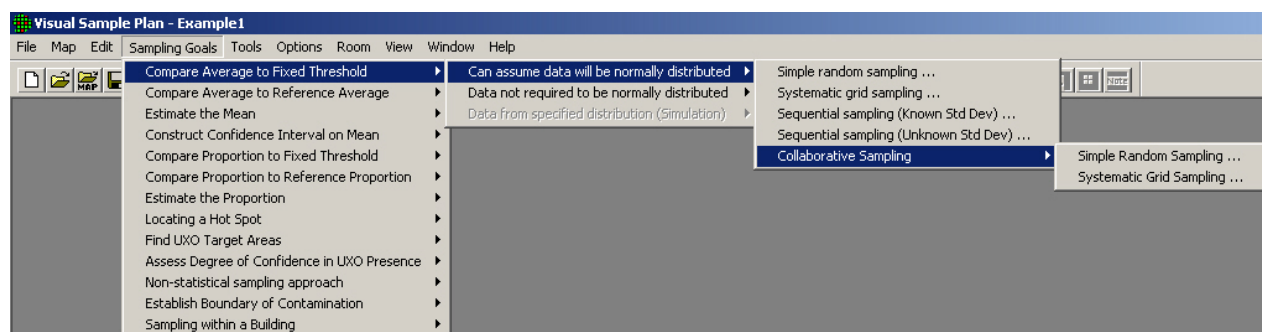 Visual Sample Plan - Example1
File Map Edit Sampling Goals Tools Options Room View Window Help
MAP
Note
Compare Average to Fixed Threshold
Compare Average to Reference Average
Estimate the Mean
Construct Confidence Interval on Mean
Compare Proportion to Fixed Threshold
Compare Proportion to Reference Proportion
Estimate the Proportion
Locating a Hot Spot
Find UXO Target Areas
Assess Degree of Confidence in UXO Presence
Non-statistical sampling approach
Establish Boundary of Contamination
Sampling within a Building
Can assume data will be normally distributed
Data not required to be normally distributed
Data from specified distribution (Simulation)
Simple random sampling ...
Systematic grid sampling ...
Sequential sampling (Known Std Dev) ...
Sequential sampling (Unknown Std Dev) ...
Collaborative Sampling
Simple Random Sampling ...
Systematic Grid Sampling ...